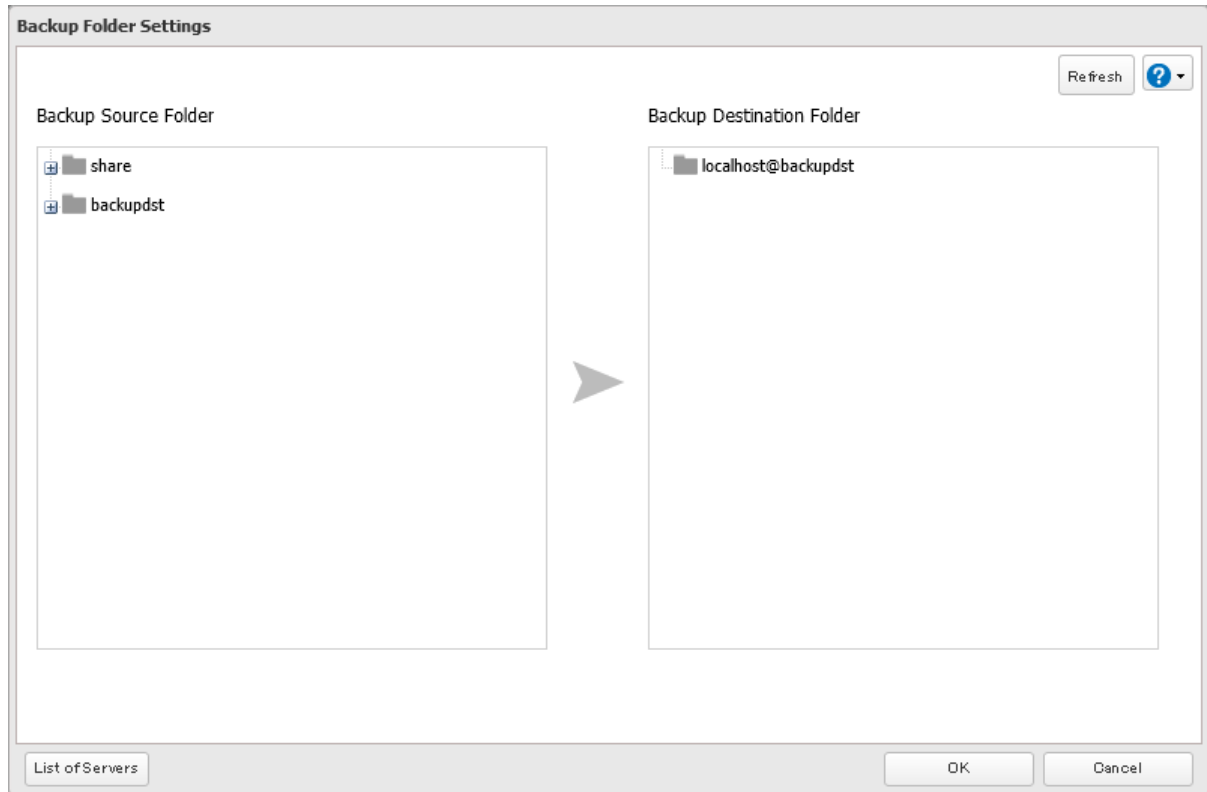 Backup Folder Settings
Refresh
?
Backup Source Folder
Backup Destination Folder
share
backupdst
localhost@backupdst
List of Servers
OK
Cancel